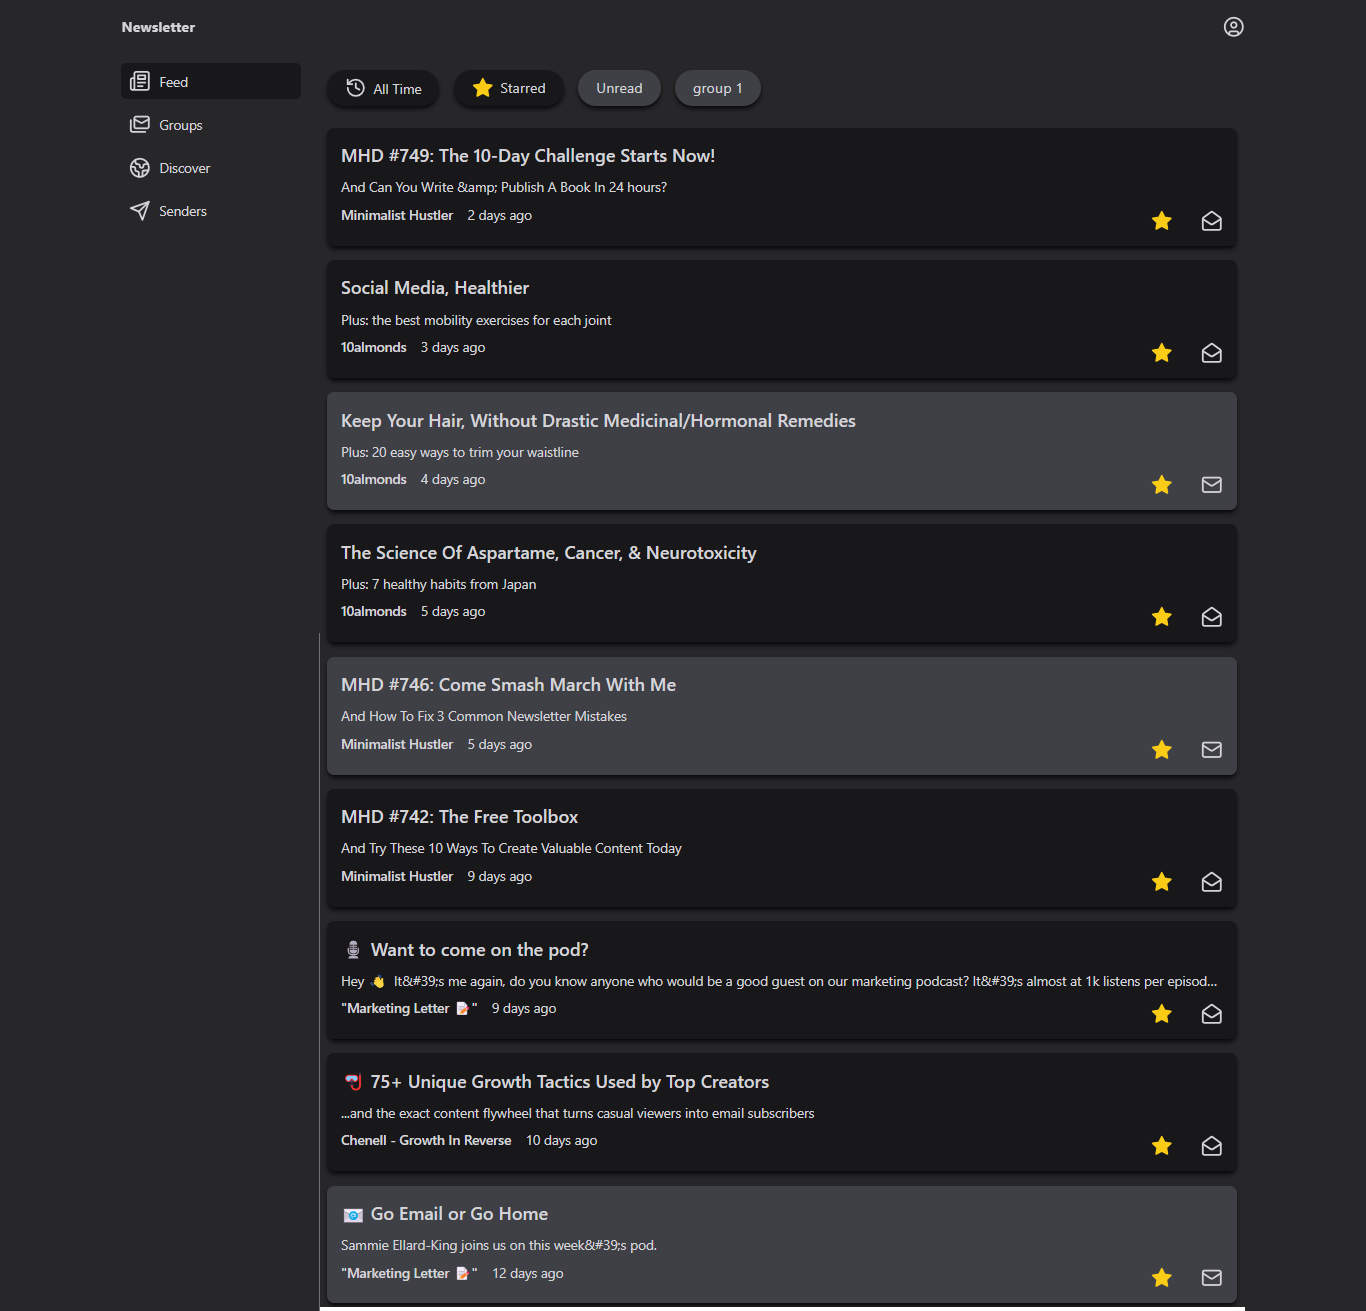 Newsletter
Feed
Groups
Discover
Senders
All Time
Starred
Unread
group 1
MHD #749: The 10-Day Challenge Starts Now!
And Can You Write &amp; Publish A Book In 24 hours?
Minimalist Hustler 2 days ago
Social Media, Healthier
Plus: the best mobility exercises for each joint
10almonds 3 days ago
Keep Your Hair, Without Drastic Medicinal/Hormonal Remedies
Plus: 20 easy ways to trim your waistline
10almonds 4 days ago
The Science Of Aspartame, Cancer, & Neurotoxicity
Plus: 7 healthy habits from Japan
10almonds 5 days ago
MHD #746: Come Smash March With Me
And How To Fix 3 Common Newsletter Mistakes
Minimalist Hustler 5 days ago
MHD #742: The Free Toolbox
And Try These 10 Ways To Create Valuable Content Today
Minimalist Hustler 9 days ago
🎙️ Want to come on the pod?
Hey 👋 It&#39;s me again, do you know anyone who would be a good guest on our marketing podcast? It&#39;s almost at 1k listens per episod...
"Marketing Letter 📝" 9 days ago
🤿 75+ Unique Growth Tactics Used by Top Creators
...and the exact content flywheel that turns casual viewers into email subscribers
Chenell - Growth In Reverse 10 days ago
📧 Go Email or Go Home
Sammie Ellard-King joins us on this week&#39;s pod.
"Marketing Letter 📝" 12 days ago